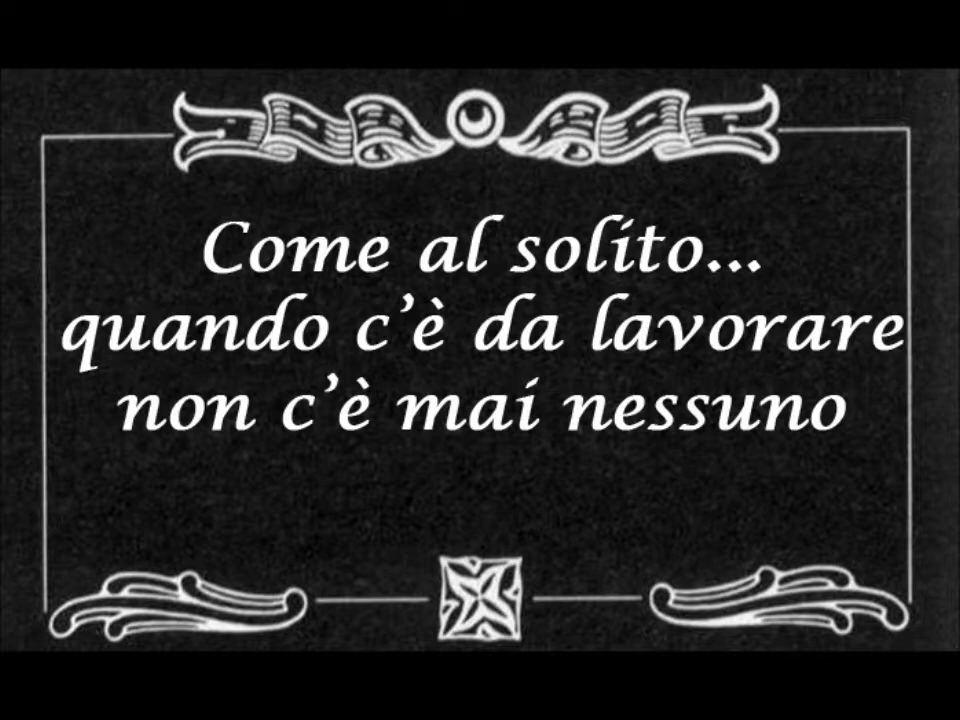 Come al solito...
quando c’è da lavorare
non c’è mai nessuno